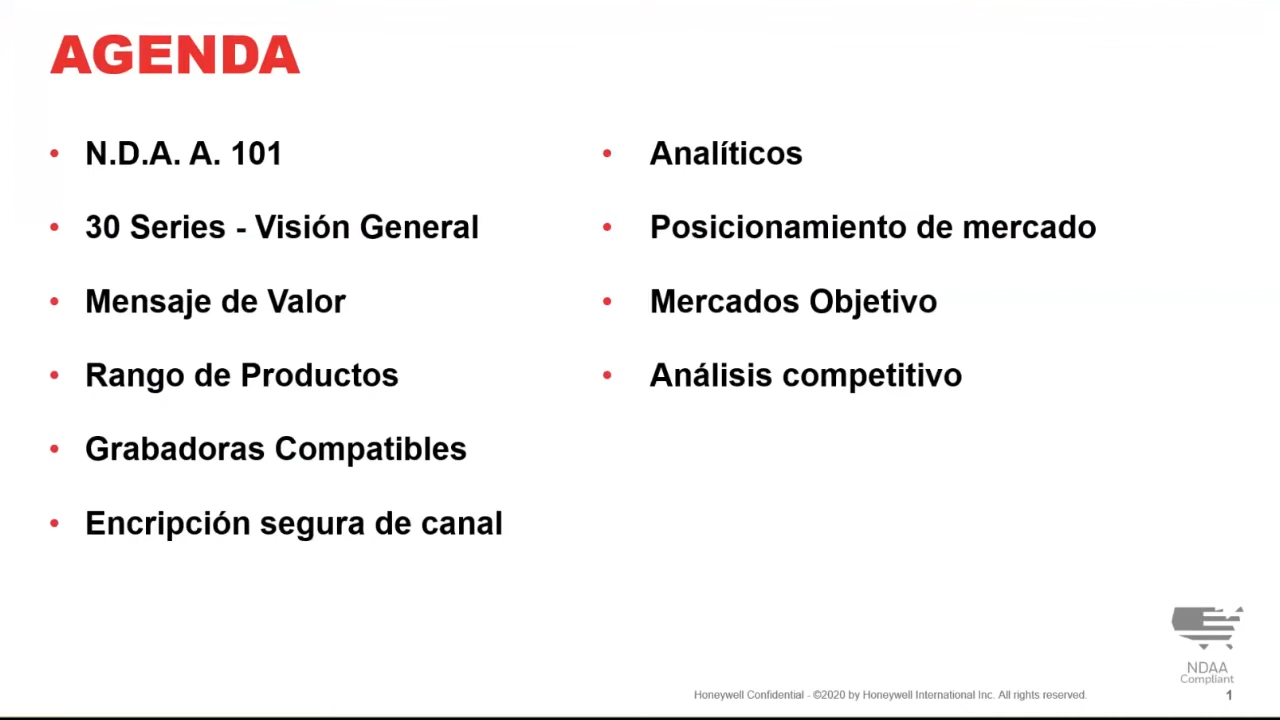 AGENDA
• N.D.A. A. 101
• 30 Series - Visión General
• Mensaje de Valor
• Rango de Productos
• Grabadoras Compatibles
• Encripción segura de canal
• Analíticos
• Posicionamiento de mercado
• Mercados Objetivo
• Análisis competitivo
NDAA
Compliant
Honeywell Confidential - ©2020 by Honeywell International Inc. All rights reserved.
1